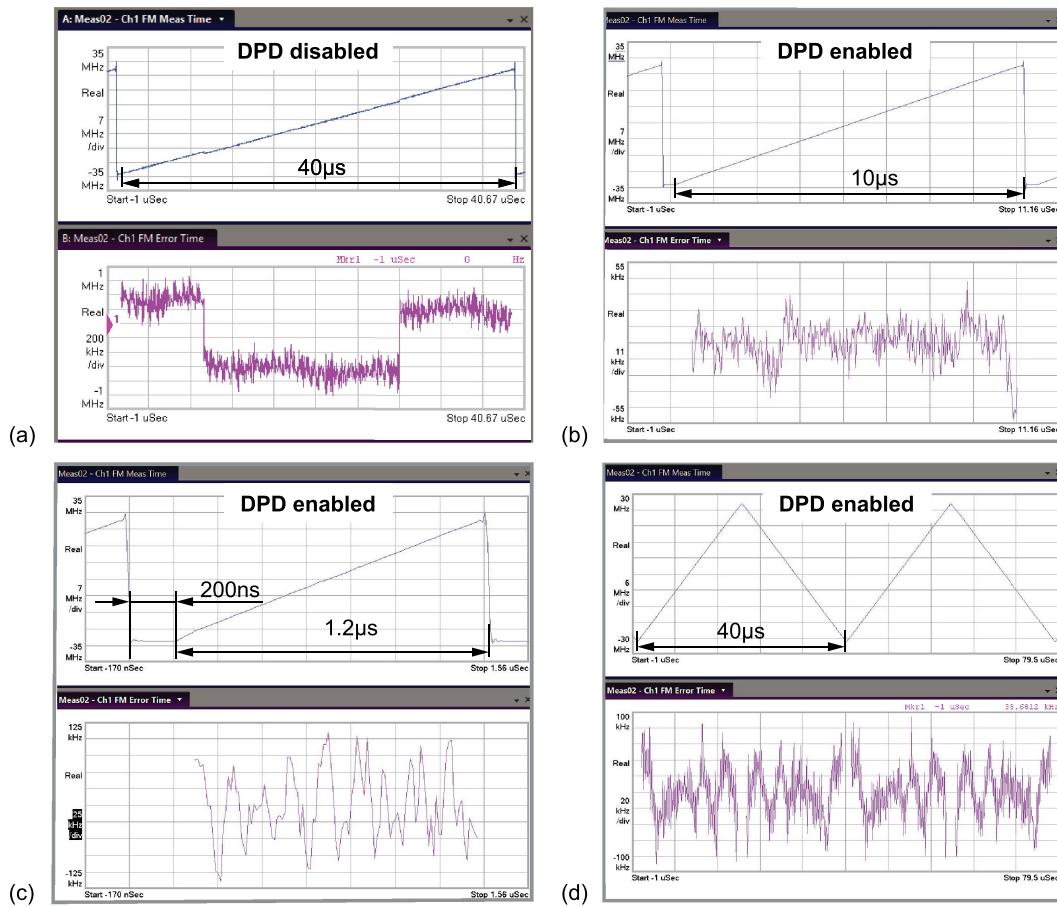 A: Meas02 - Ch1 FM Meas Time
35
MHz
DPD disabled
Real
7
MHz
/div
-35
MHz
40µs
Start -1 uSec
Stop 40.67 uSec
B: Meas02 - Ch1 FM Error Time
Mkr1 -1 uSec 0 Hz
1
MHz
Real
1
200
kHz
/div
-1
MHz
Start -1 uSec
Stop 40.67 uSec
(a)
Meas02 - Ch1 FM Meas Time
35
MHz
DPD enabled
Real
7
MHz
/div
-35
MHz
10µs
Start -1 uSec
Stop 11.16 uSec
Meas02 - Ch1 FM Error Time
55
kHz
Real
11
kHz
/div
-55
kHz
Start -1 uSec
Stop 11.16 uSec
(b)
Meas02 - Ch1 FM Meas Time
35
MHz
DPD enabled
Real
200ns
7
MHz
/div
1.2µs
-35
MHz
Start -170 nSec
Stop 1.56 uSec
Meas02 - Ch1 FM Error Time
125
kHz
Real
25
kHz
/div
-125
kHz
Start -170 nSec
Stop 1.56 uSec
(c)
Meas02 - Ch1 FM Meas Time
30
MHz
DPD enabled
Real
6
MHz
/div
40µs
-30
MHz
Start -1 uSec
Stop 79.5 uSec
Meas02 - Ch1 FM Error Time
Mkr1 -1 uSec 38.6812 kHz
100
kHz
Real
20
kHz
/div
-100
kHz
Start -1 uSec
Stop 79.5 uSec
(d)